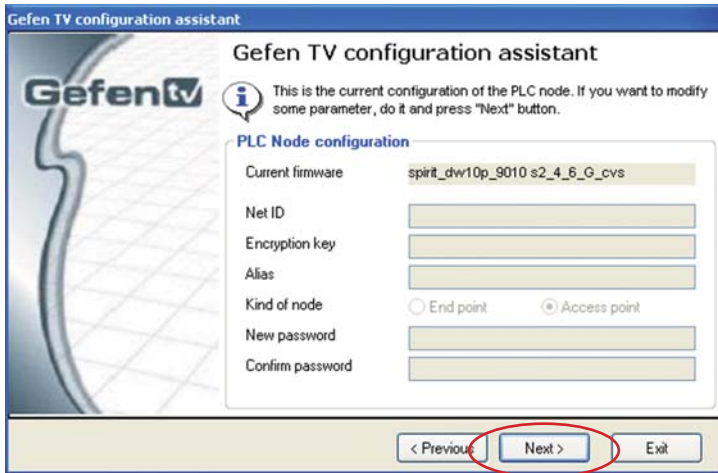 Gefen TV configuration assistant
Gefen TV configuration assistant
Gefen tv
This is the current configuration of the PLC node. If you want to modify
some parameter, do it and press "Next" button.
PLC Node configuration
Current firmware spirit_dw10p_9010 s2_4_6_G_cvs
Net ID
Encryption key
Alias
Kind of node End point Access point
New password
Confirm password
< Previous Next > Exit